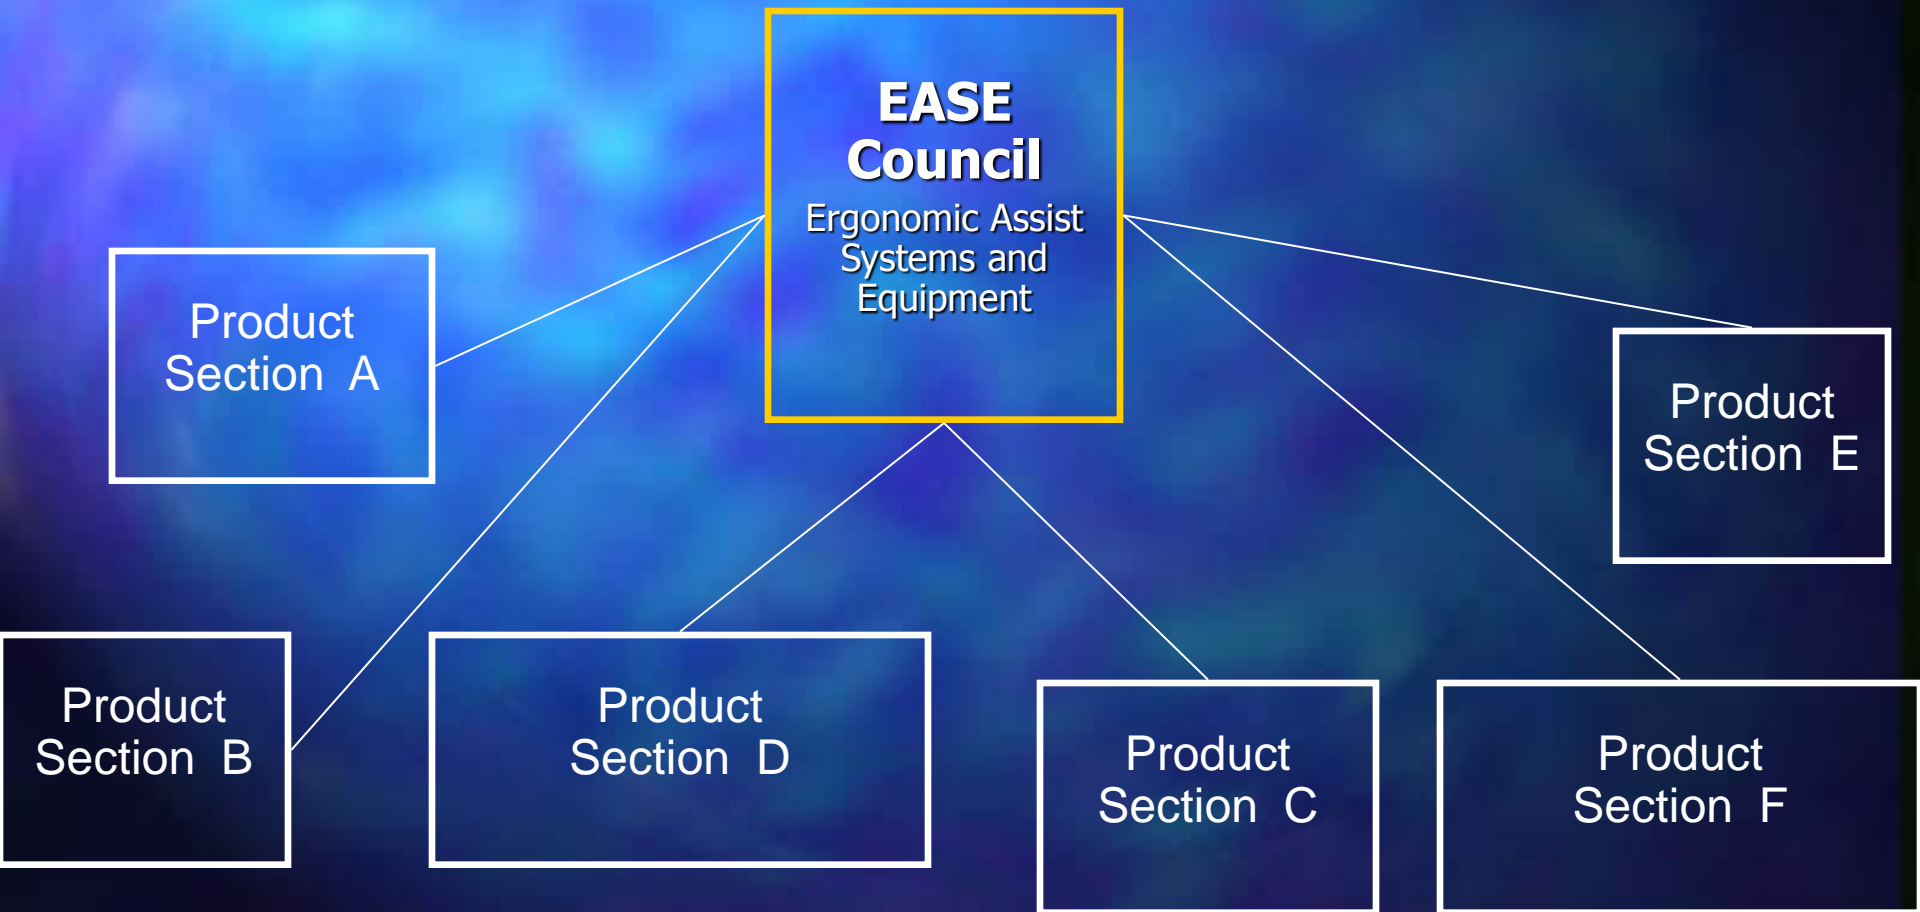 EASE
Council
Ergonomic Assist
Systems and
Equipment
Product
Section A
Product
Section E
Product
Section B
Product
Section D
Product
Section C
Product
Section F